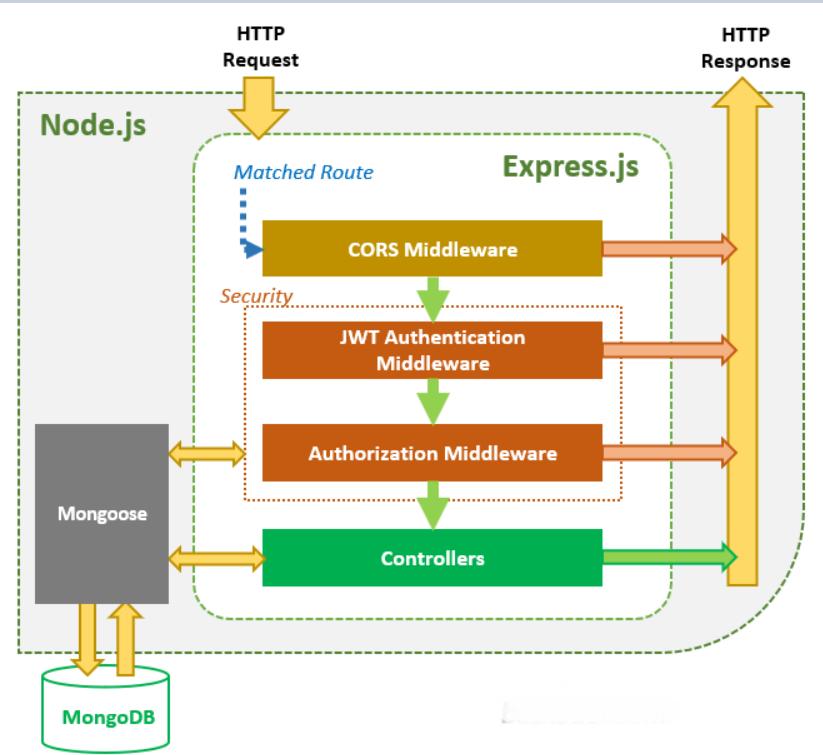 HTTP
Request
HTTP
Response
Node.js
Express.js
Matched Route
CORS Middleware
Security
JWT Authentication
Middleware
Authorization Middleware
Mongoose
Controllers
MongoDB